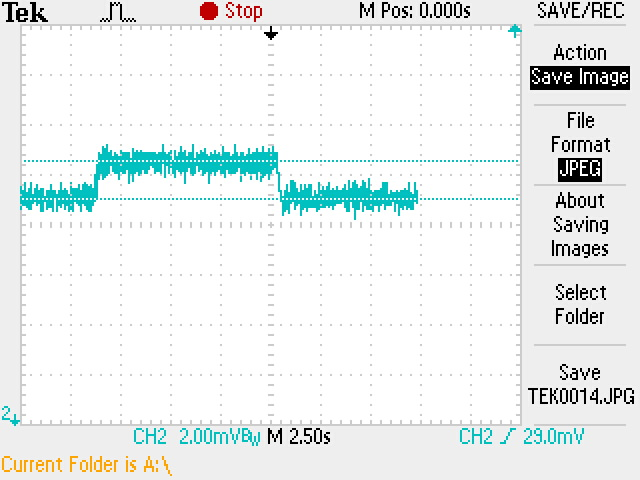 Tek Stop M Pos: 0.000s SAVE/REC
Action
Save Image
File
Format
JPEG
About
Saving
Images
Select
Folder
Save
TEK0014.JPG
2
CH2 2.00mVBW M 2.50s CH2 / 29.0mV
Current Folder is A:\